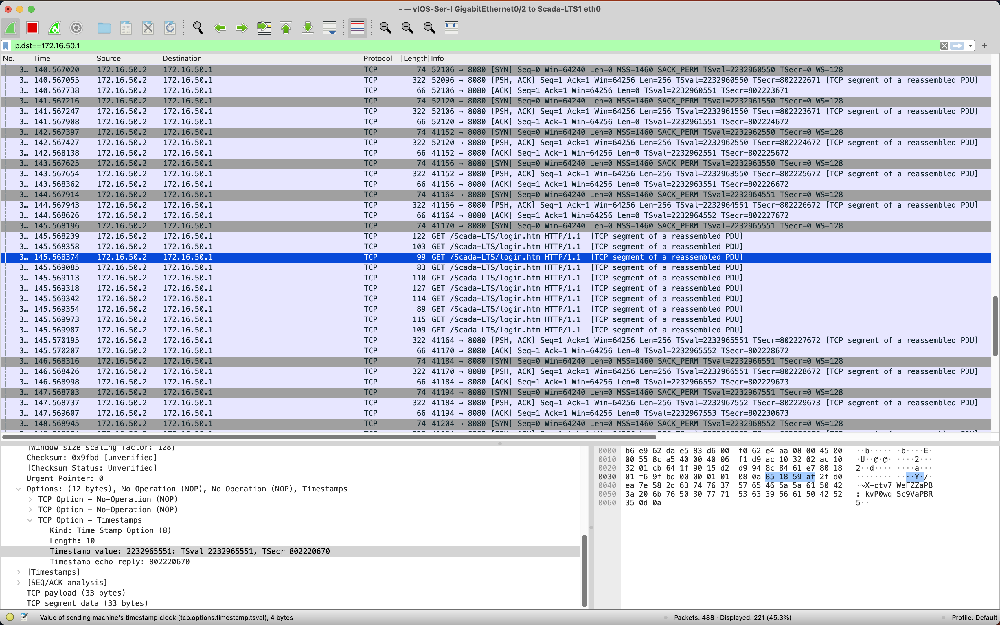 - — vIOS-Ser-I GigabitEthernet0/2 to Scada-LTS1 eth0
ip.dst==172.16.50.1
No. Time Source Destination Protocol Length Info
3… 140.567020 172.16.50.2 172.16.50.1 TCP 74 52106 → 8080 [SYN] Seq=0 Win=64240 Len=0 MSS=1460 SACK_PERM TSval=2232960550 TSecr=0 WS=128
3… 140.567055 172.16.50.2 172.16.50.1 TCP 322 52096 → 8080 [PSH, ACK] Seq=1 Ack=1 Win=64256 Len=256 TSval=2232960550 TSecr=802222671 [TCP segment of a reassembled PDU]
3… 140.567738 172.16.50.2 172.16.50.1 TCP 66 52106 → 8080 [ACK] Seq=1 Ack=1 Win=64256 Len=0 TSval=2232960551 TSecr=802223671
3… 141.567216 172.16.50.2 172.16.50.1 TCP 74 52120 → 8080 [SYN] Seq=0 Win=64240 Len=0 MSS=1460 SACK_PERM TSval=2232961550 TSecr=0 WS=128
3… 141.567247 172.16.50.2 172.16.50.1 TCP 322 52106 → 8080 [PSH, ACK] Seq=1 Ack=1 Win=64256 Len=256 TSval=2232961550 TSecr=802223671 [TCP segment of a reassembled PDU]
3… 141.567908 172.16.50.2 172.16.50.1 TCP 66 52120 → 8080 [ACK] Seq=1 Ack=1 Win=64256 Len=0 TSval=2232961551 TSecr=802224672
3… 142.567397 172.16.50.2 172.16.50.1 TCP 74 41152 → 8080 [SYN] Seq=0 Win=64240 Len=0 MSS=1460 SACK_PERM TSval=2232962550 TSecr=0 WS=128
3… 142.567427 172.16.50.2 172.16.50.1 TCP 322 52120 → 8080 [PSH, ACK] Seq=1 Ack=1 Win=64256 Len=256 TSval=2232962550 TSecr=802224672 [TCP segment of a reassembled PDU]
3… 142.568138 172.16.50.2 172.16.50.1 TCP 66 41152 → 8080 [ACK] Seq=1 Ack=1 Win=64256 Len=0 TSval=2232962551 TSecr=802225672
3… 143.567625 172.16.50.2 172.16.50.1 TCP 74 41156 → 8080 [SYN] Seq=0 Win=64240 Len=0 MSS=1460 SACK_PERM TSval=2232963550 TSecr=0 WS=128
3… 143.567654 172.16.50.2 172.16.50.1 TCP 322 41152 → 8080 [PSH, ACK] Seq=1 Ack=1 Win=64256 Len=256 TSval=2232963550 TSecr=802225672 [TCP segment of a reassembled PDU]
3… 143.568362 172.16.50.2 172.16.50.1 TCP 66 41156 → 8080 [ACK] Seq=1 Ack=1 Win=64256 Len=0 TSval=2232963551 TSecr=802226672
3… 144.567914 172.16.50.2 172.16.50.1 TCP 74 41164 → 8080 [SYN] Seq=0 Win=64240 Len=0 MSS=1460 SACK_PERM TSval=2232964551 TSecr=0 WS=128
3… 144.567943 172.16.50.2 172.16.50.1 TCP 322 41156 → 8080 [PSH, ACK] Seq=1 Ack=1 Win=64256 Len=256 TSval=2232964551 TSecr=802226672 [TCP segment of a reassembled PDU]
3… 144.568626 172.16.50.2 172.16.50.1 TCP 66 41164 → 8080 [ACK] Seq=1 Ack=1 Win=64256 Len=0 TSval=2232964552 TSecr=802227672
3… 145.568196 172.16.50.2 172.16.50.1 TCP 74 41170 → 8080 [SYN] Seq=0 Win=64240 Len=0 MSS=1460 SACK_PERM TSval=2232965551 TSecr=0 WS=128
3… 145.568239 172.16.50.2 172.16.50.1 TCP 122 GET /Scada-LTS/login.htm HTTP/1.1 [TCP segment of a reassembled PDU]
3… 145.568358 172.16.50.2 172.16.50.1 TCP 103 GET /Scada-LTS/login.htm HTTP/1.1 [TCP segment of a reassembled PDU]
3… 145.568374 172.16.50.2 172.16.50.1 TCP 99 GET /Scada-LTS/login.htm HTTP/1.1 [TCP segment of a reassembled PDU]
3… 145.569085 172.16.50.2 172.16.50.1 TCP 83 GET /Scada-LTS/login.htm HTTP/1.1 [TCP segment of a reassembled PDU]
3… 145.569113 172.16.50.2 172.16.50.1 TCP 110 GET /Scada-LTS/login.htm HTTP/1.1 [TCP segment of a reassembled PDU]
3… 145.569318 172.16.50.2 172.16.50.1 TCP 127 GET /Scada-LTS/login.htm HTTP/1.1 [TCP segment of a reassembled PDU]
3… 145.569342 172.16.50.2 172.16.50.1 TCP 114 GET /Scada-LTS/login.htm HTTP/1.1 [TCP segment of a reassembled PDU]
3… 145.569354 172.16.50.2 172.16.50.1 TCP 89 GET /Scada-LTS/login.htm HTTP/1.1 [TCP segment of a reassembled PDU]
3… 145.569973 172.16.50.2 172.16.50.1 TCP 115 GET /Scada-LTS/login.htm HTTP/1.1 [TCP segment of a reassembled PDU]
3… 145.569987 172.16.50.2 172.16.50.1 TCP 109 GET /Scada-LTS/login.htm HTTP/1.1 [TCP segment of a reassembled PDU]
3… 145.570195 172.16.50.2 172.16.50.1 TCP 322 41164 → 8080 [PSH, ACK] Seq=1 Ack=1 Win=64256 Len=256 TSval=2232965551 TSecr=802227672 [TCP segment of a reassembled PDU]
3… 145.570207 172.16.50.2 172.16.50.1 TCP 66 41170 → 8080 [ACK] Seq=1 Ack=1 Win=64256 Len=0 TSval=2232965552 TSecr=802228672
3… 146.568316 172.16.50.2 172.16.50.1 TCP 74 41184 → 8080 [SYN] Seq=0 Win=64240 Len=0 MSS=1460 SACK_PERM TSval=2232966551 TSecr=0 WS=128
3… 146.568426 172.16.50.2 172.16.50.1 TCP 322 41170 → 8080 [PSH, ACK] Seq=1 Ack=1 Win=64256 Len=256 TSval=2232966551 TSecr=802228672 [TCP segment of a reassembled PDU]
3… 146.568998 172.16.50.2 172.16.50.1 TCP 66 41184 → 8080 [ACK] Seq=1 Ack=1 Win=64256 Len=0 TSval=2232966552 TSecr=802229673
3… 147.568703 172.16.50.2 172.16.50.1 TCP 74 41194 → 8080 [SYN] Seq=0 Win=64240 Len=0 MSS=1460 SACK_PERM TSval=2232967551 TSecr=0 WS=128
3… 147.568737 172.16.50.2 172.16.50.1 TCP 322 41184 → 8080 [PSH, ACK] Seq=1 Ack=1 Win=64256 Len=256 TSval=2232967552 TSecr=802229673 [TCP segment of a reassembled PDU]
3… 147.569607 172.16.50.2 172.16.50.1 TCP 66 41194 → 8080 [ACK] Seq=1 Ack=1 Win=64256 Len=0 TSval=2232967553 TSecr=802230673
3… 148.568945 172.16.50.2 172.16.50.1 TCP 74 41204 → 8080 [SYN] Seq=0 Win=64240 Len=0 MSS=1460 SACK_PERM TSval=2232968552 TSecr=0 WS=128
[Window size scaling factor: 128]
Checksum: 0x9fbd [unverified]
[Checksum Status: Unverified]
Urgent Pointer: 0
Options: (12 bytes), No-Operation (NOP), No-Operation (NOP), Timestamps
TCP Option – No-Operation (NOP)
TCP Option – No-Operation (NOP)
TCP Option – Timestamps
Kind: Time Stamp Option (8)
Length: 10
Timestamp value: 2232965551: TSval 2232965551, TSecr 802220670
Timestamp echo reply: 802220670
[Timestamps]
[SEQ/ACK analysis]
TCP payload (33 bytes)
TCP segment data (33 bytes)
0000 b6 e9 62 da e5 83 d6 00 f0 62 e4 aa 08 00 45 00 ··b····· ·b····E·
0010 00 55 8c a5 40 00 40 06 f1 d9 ac 10 32 02 ac 10 ·U··@·@· ····2···
0020 32 01 cb 64 1f 90 15 d2 d9 94 8c 84 61 e7 80 18 2··d···· ····a···
0030 01 f6 9f bd 00 00 01 01 08 0a 85 18 59 af 2f d0 ········ ····Y·/·
0040 ea 7e 58 2d 63 74 76 37 57 65 46 5a 5a 61 50 42 ·~X-ctv7 WeFZZaPB
0050 3a 20 6b 76 50 30 77 71 53 63 39 56 61 50 42 52 : kvP0wq Sc9VaPBR
0060 35 0d 0a 5··
Value of sending machine's timestamp clock (tcp.options.timestamp.tsval), 4 bytes
Packets: 488 · Displayed: 221 (45.3%)
Profile: Default